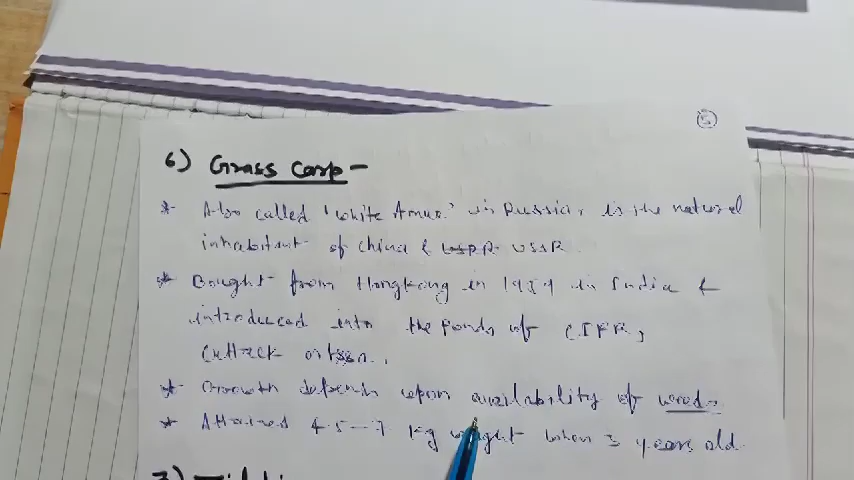 5
6) Grass Carp-
* Also called 'White Amur' in Russia, is the natural
inhabitant of China & USSR.
* Bought from Hongkong in 1959 in India &
introduced into the Ponds of CIFR,
Cuttack orissa.
* Growth depends upon availability of weeds.
* Attained 4.5-7 kg weight when 3 years old.
7)